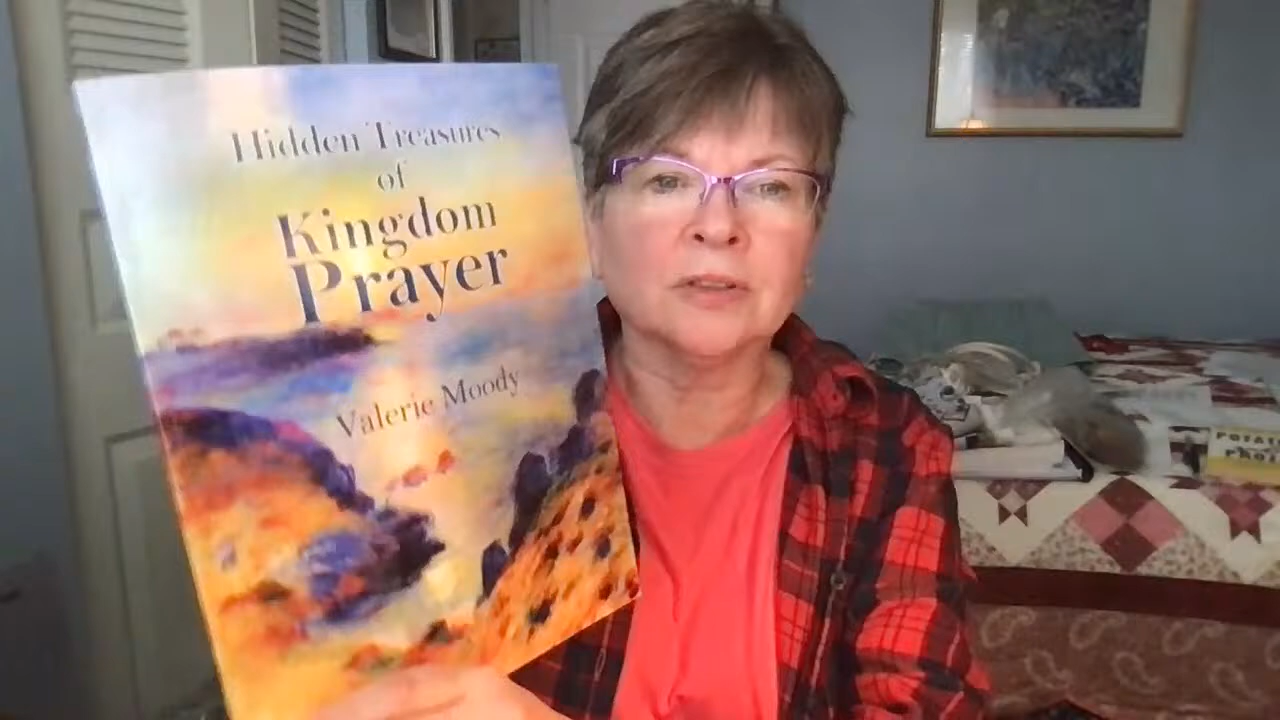 Hidden Treasures
of
Kingdom
Prayer
Valerie Moody